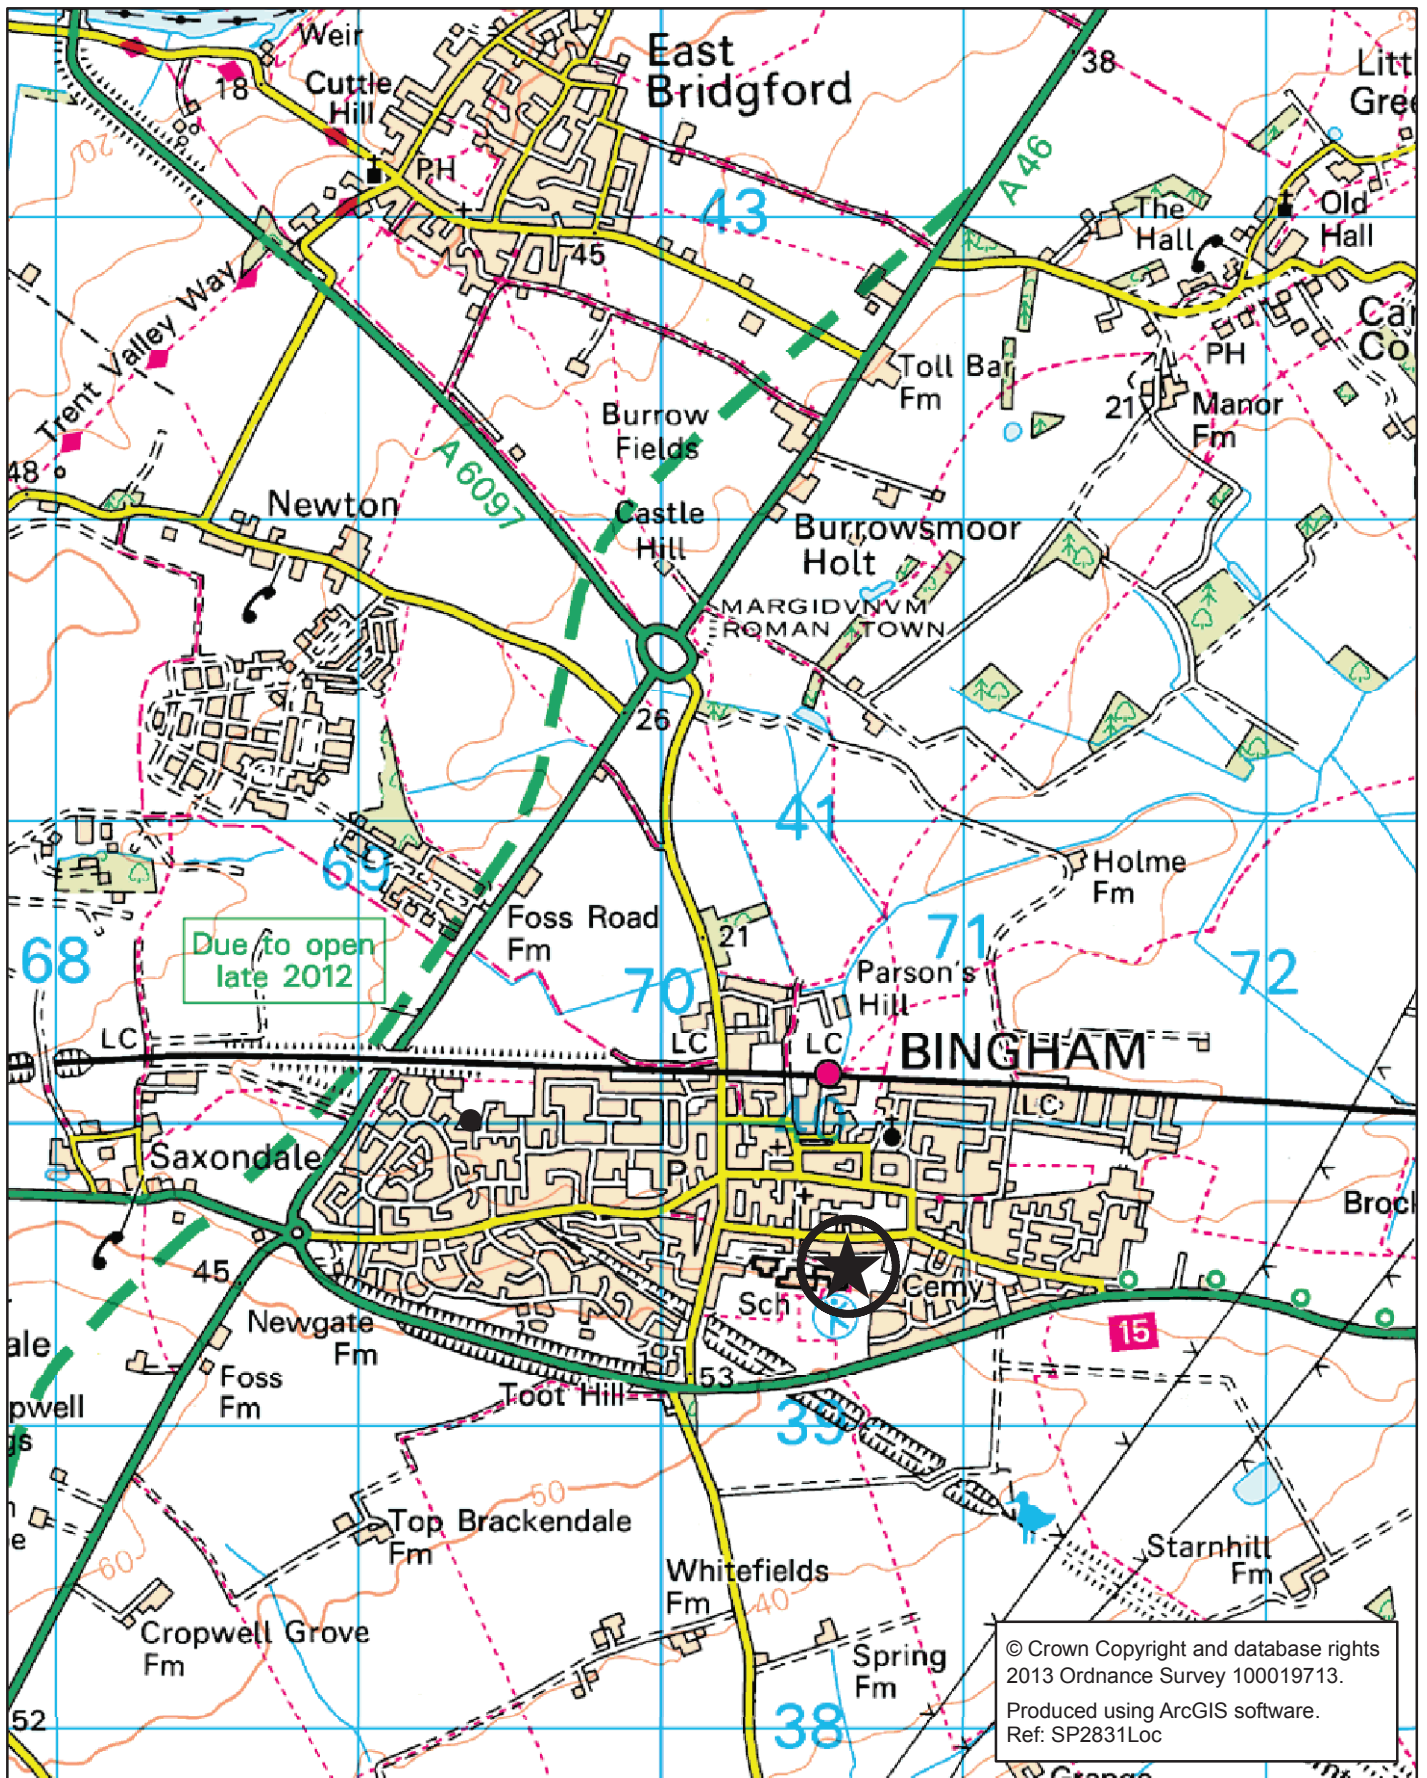 Weir
East
Bridgford
38
18
Cuttle
Hill
PH
20
43
A46
The
Hall
Old
Hall
45
Trent Valley Way
Toll Bar
Fm
PH
21
Manor
Fm
Burrow
Fields
A6097
48
Newton
Castle
Hill
Burrowsmoor
Holt
MARGIDVNVM
ROMAN TOWN
26
41
69
Holme
Fm
Foss Road
Fm
21
71
68
Due to open
late 2012
70
72
Parson's
Hill
LC
LC
LC
BINGHAM
LC
40
Saxondale
P
45
Sch
Cemy
15
Newgate
Fm
Foss
Fm
Toot Hill
53
39
50
Top Brackendale
Fm
60
Whitefields
Fm
40
Starnhill
Fm
Cropwell Grove
Fm
Spring
Fm
52
38
© Crown Copyright and database rights
2013 Ordnance Survey 100019713.
Produced using ArcGIS software.
Ref: SP2831Loc